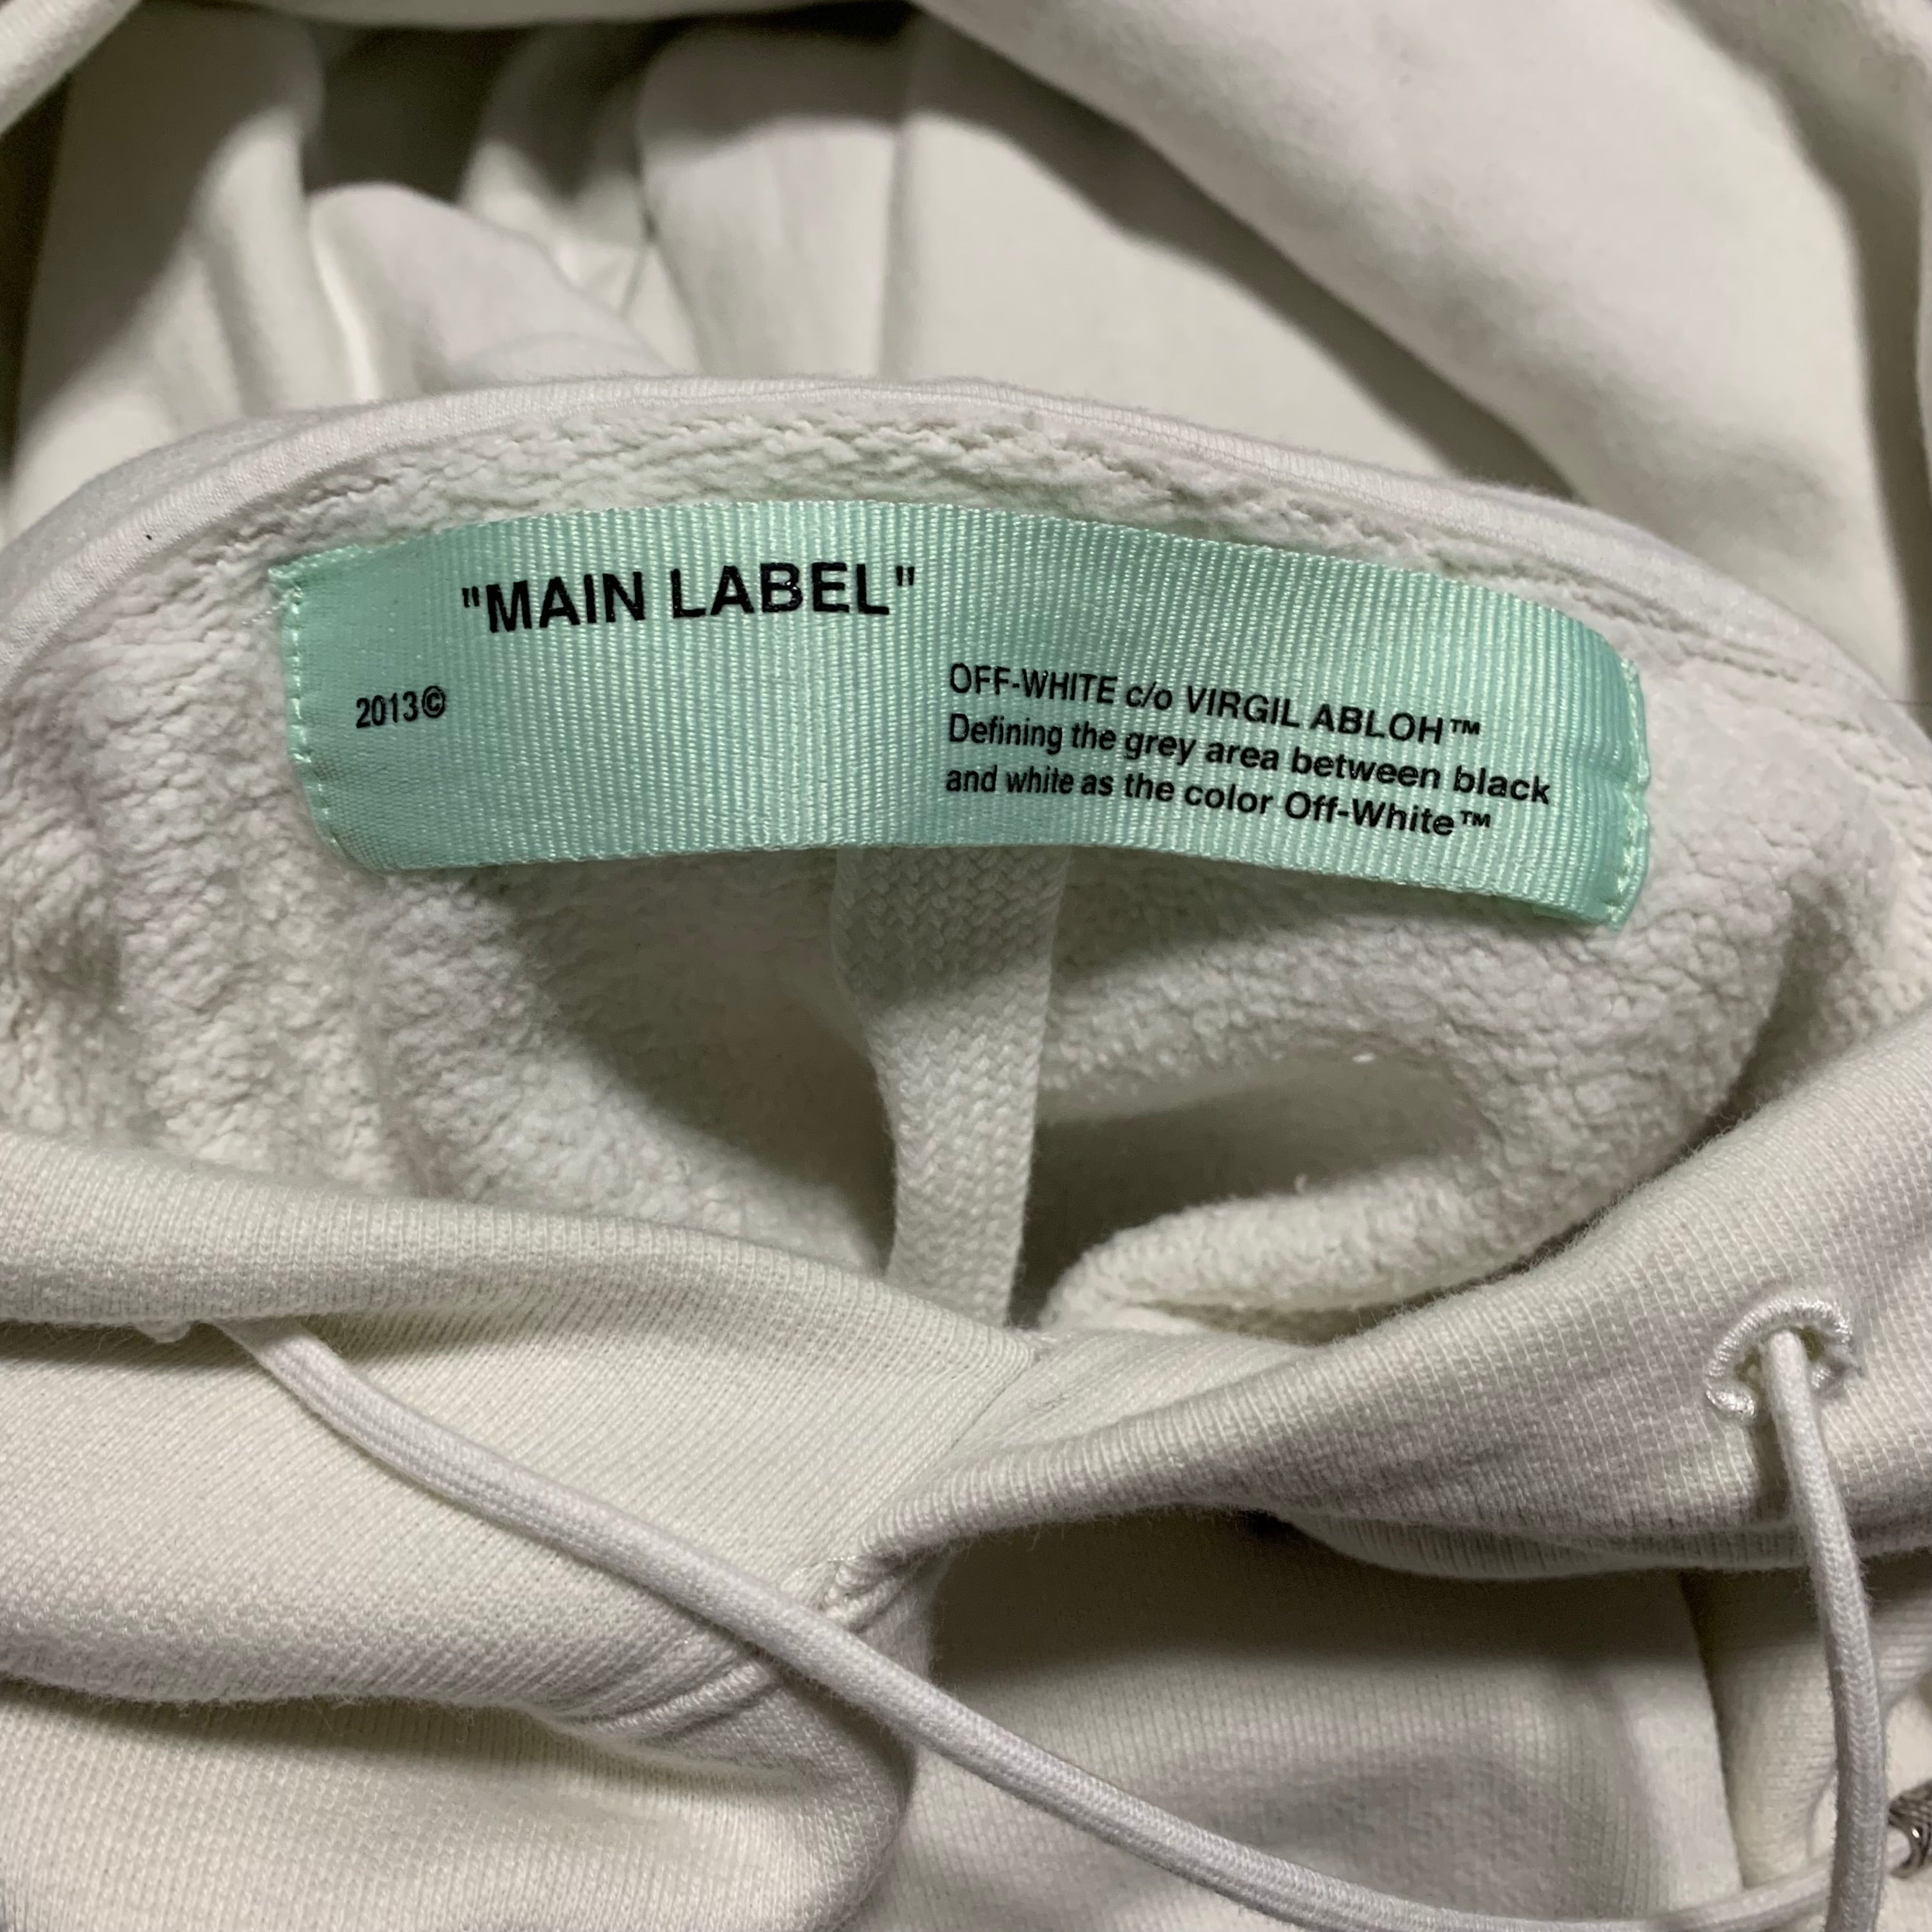 "MAIN LABEL"
2013©
OFF-WHITE c/o VIRGIL ABLOH™
Defining the grey area between black
and white as the color Off-White™